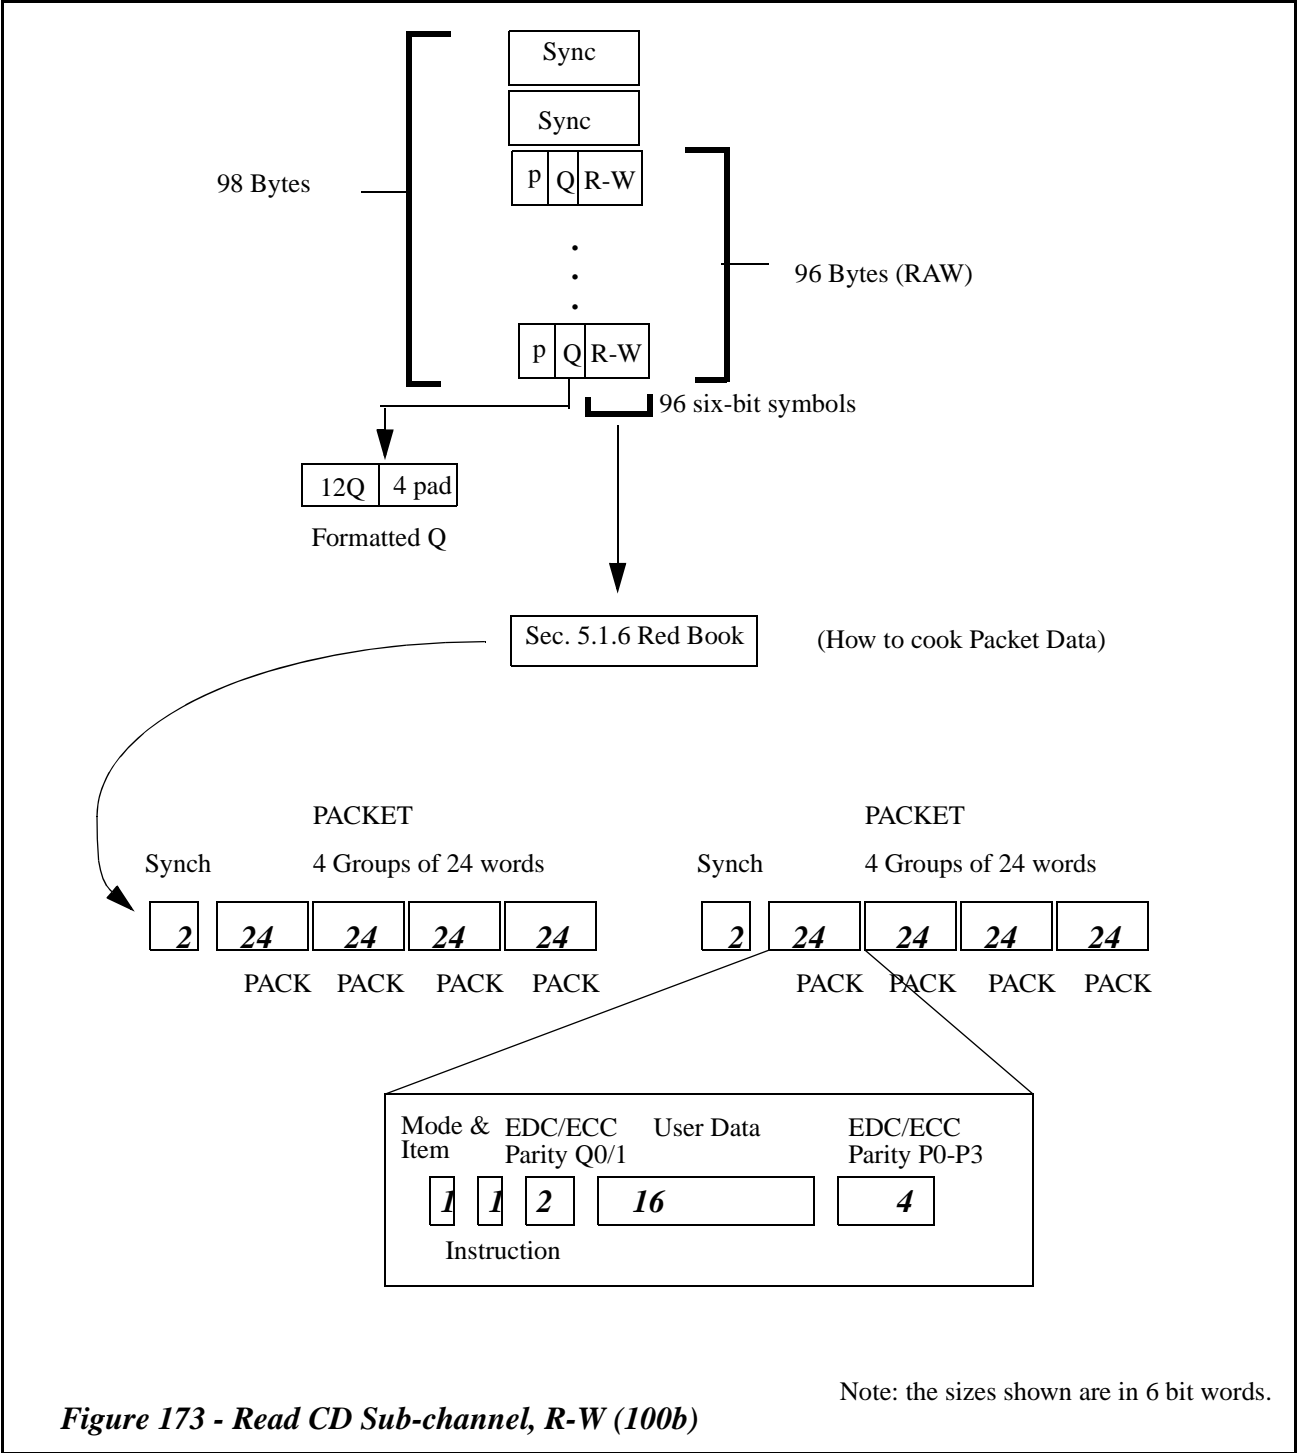 Sync
Sync
p Q R-W
98 Bytes
96 Bytes (RAW)
p Q R-W
96 six-bit symbols
12Q 4 pad
Formatted Q
Sec. 5.1.6 Red Book (How to cook Packet Data)
PACKET PACKET
Synch 4 Groups of 24 words Synch 4 Groups of 24 words
2 24 24 24 24 2 24 24 24 24
PACK PACK PACK PACK PACK PACK PACK PACK
Mode & EDC/ECC User Data EDC/ECC
Item Parity Q0/1 Parity P0-P3
1 1 2 16 4
Instruction
Note: the sizes shown are in 6 bit words.
Figure 173 - Read CD Sub-channel, R-W (100b)